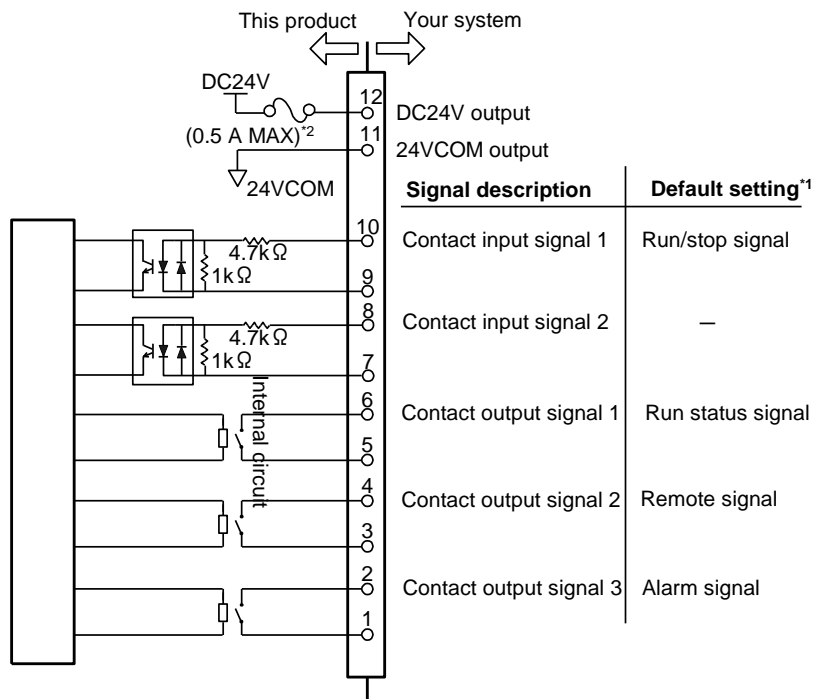 This product Your system
DC24V
12 DC24V output
(0.5 A MAX)*2 11 24VCOM output
24VCOM
Signal description Default setting*1
10 Contact input signal 1 Run/stop signal
4.7kΩ
1kΩ
9
8 Contact input signal 2 –
4.7kΩ
1kΩ
7
Internal circuit
6 Contact output signal 1 Run status signal
5
4 Contact output signal 2 Remote signal
3
2 Contact output signal 3 Alarm signal
1